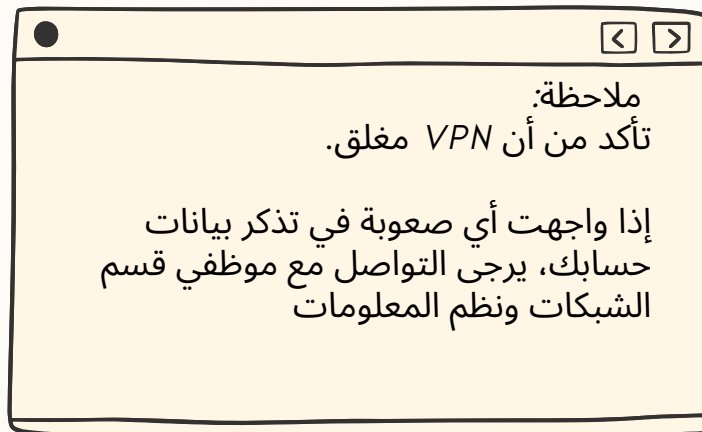 ملاحظة:
تأكد من أن VPN مغلق.
إذا واجهت أي صعوبة في تذكر بيانات
حسابك، يرجى التواصل مع موظفي قسم
الشبكات ونظم المعلومات